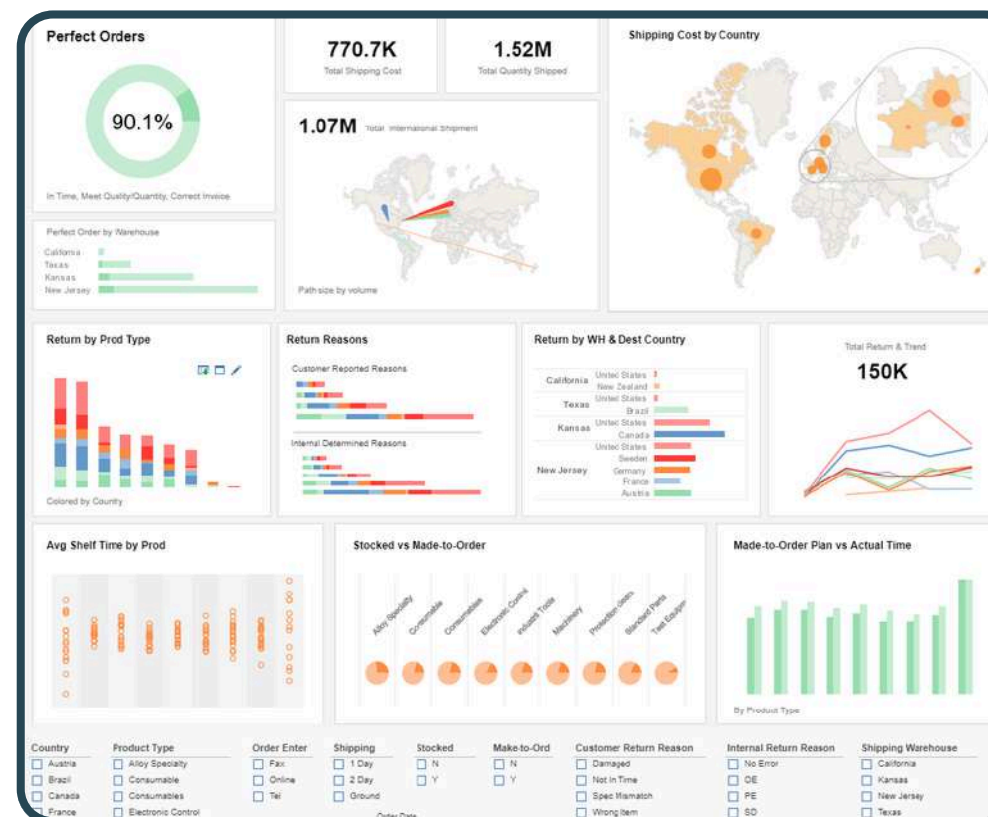 Perfect Orders
90.1%
In Time, Meet Quality/Quantity, Correct Invoice
Perfect Order by Warehouse
California
Texas
Kansas
New Jersey
770.7K
Total Shipping Cost
1.52M
Total Quantity Shipped
1.07M Total International Shipment
Path size by volume
Shipping Cost by Country
Return by Prod Type
Colored by Country
Return Reasons
Customer Reported Reasons
Internal Determined Reasons
Return by WH & Dest Country
California
United States
New Zealand
Texas
United States
Brazil
Kansas
United States
Canada
New Jersey
United States
Sweden
Germany
France
Austria
Total Return & Trend
150K
Avg Shelf Time by Prod
Stocked vs Made-to-Order
Alloy Specialty
Consumable
Consumables
Electronic Control
Industri Tools
Machinery
Protection Gears
Standard Parts
Test Equipm
Made-to-Order Plan vs Actual Time
By Product Type
Country
Austria
Brazil
Canada
France
Product Type
Alloy Specialty
Consumable
Consumables
Electronic Control
Order Enter
Fax
Online
Tel
Shipping
1 Day
2 Day
Ground
Order Date
Stocked
N
Y
Make-to-Ord
N
Y
Customer Return Reason
Damaged
Not In Time
Spec Mismatch
Wrong Item
Internal Return Reason
No Error
OE
PE
SD
Shipping Warehouse
California
Kansas
New Jersey
Texas